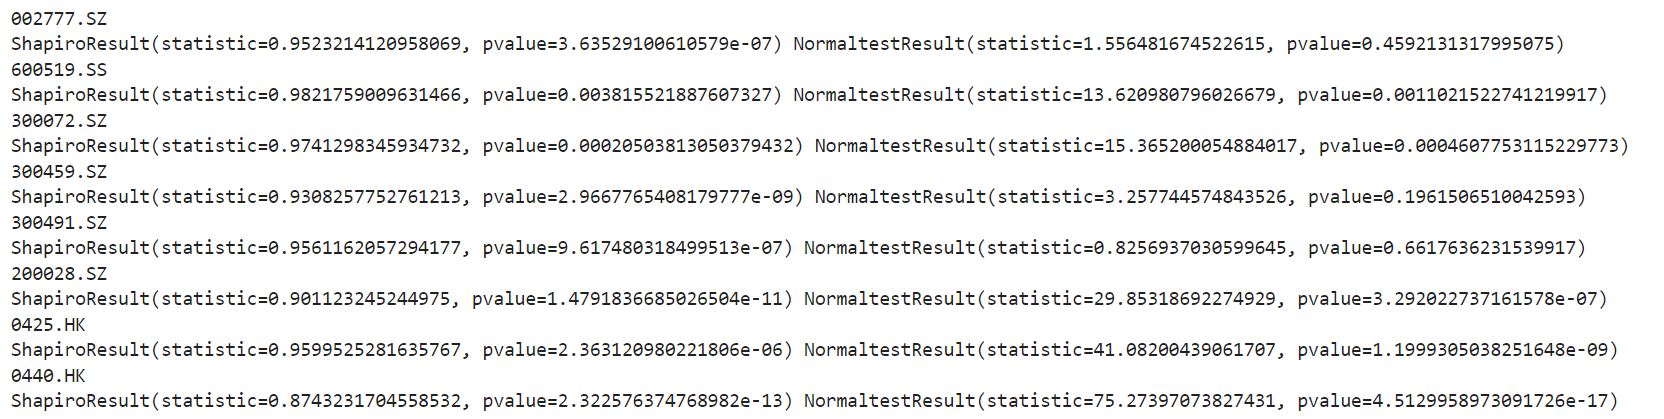 002777.SZ
ShapiroResult(statistic=0.9523214120958069, pvalue=3.63529100610579e-07) NormaltestResult(statistic=1.556481674522615, pvalue=0.4592131317995075)
600519.SS
ShapiroResult(statistic=0.9821759009631466, pvalue=0.003815521887607327) NormaltestResult(statistic=13.620980796026679, pvalue=0.0011021522741219917)
300072.SZ
ShapiroResult(statistic=0.9741298345934732, pvalue=0.00020503813050379432) NormaltestResult(statistic=15.365200054884017, pvalue=0.0004607753115229773)
300459.SZ
ShapiroResult(statistic=0.9308257752761213, pvalue=2.9667765408179777e-09) NormaltestResult(statistic=3.257744574843526, pvalue=0.1961506510042593)
300491.SZ
ShapiroResult(statistic=0.9561162057294177, pvalue=9.617480318499513e-07) NormaltestResult(statistic=0.8256937030599645, pvalue=0.6617636231539917)
200028.SZ
ShapiroResult(statistic=0.901123245244975, pvalue=1.4791836685026504e-11) NormaltestResult(statistic=29.85318692274929, pvalue=3.292022737161578e-07)
0425.HK
ShapiroResult(statistic=0.9599525281635767, pvalue=2.363120980221806e-06) NormaltestResult(statistic=41.08200439061707, pvalue=1.1999305038251648e-09)
0440.HK
ShapiroResult(statistic=0.8743231704558532, pvalue=2.322576374768982e-13) NormaltestResult(statistic=75.27397073827431, pvalue=4.5129958973091726e-17)